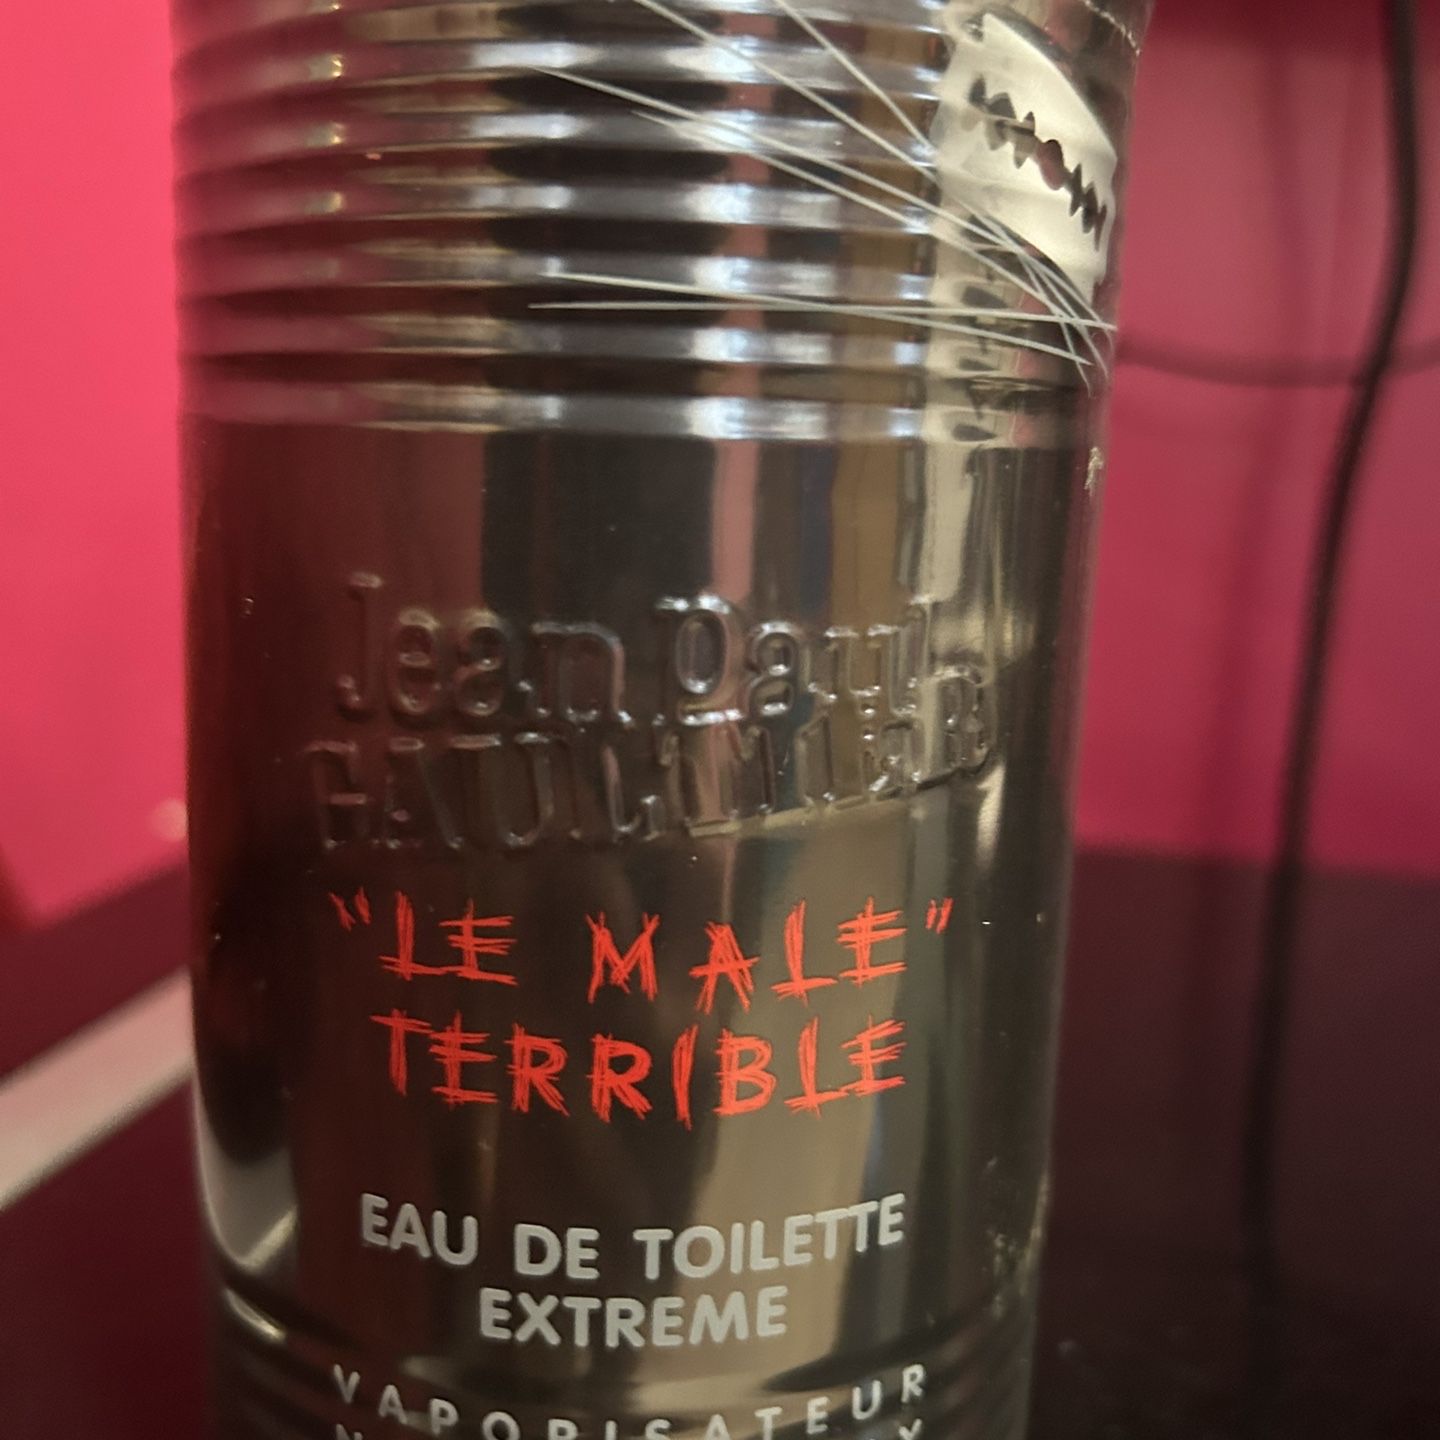 Jean Paul
GAULTIER
"LE MALE"
TERRIBLE
EAU DE TOILETTE
EXTREME
VAPORISATEUR